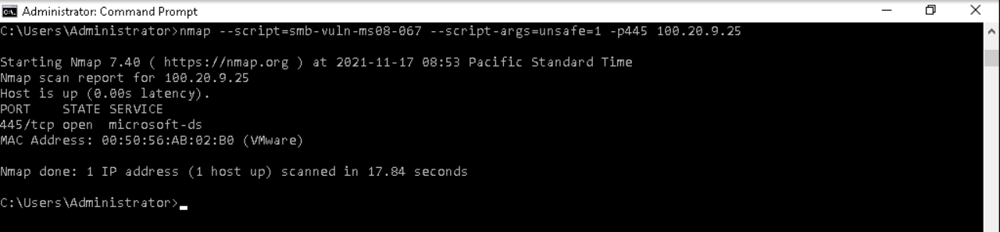 Administrator: Command Prompt
C:\Users\Administrator>nmap --script=smb-vuln-ms08-067 --script-args=unsafe=1 -p445 100.20.9.25
Starting Nmap 7.40 ( https://nmap.org ) at 2021-11-17 08:53 Pacific Standard Time
Nmap scan report for 100.20.9.25
Host is up (0.00s latency).
PORT    STATE SERVICE
445/tcp open  microsoft-ds
MAC Address: 00:50:56:AB:02:B0 (VMware)
Nmap done: 1 IP address (1 host up) scanned in 17.84 seconds
C:\Users\Administrator>